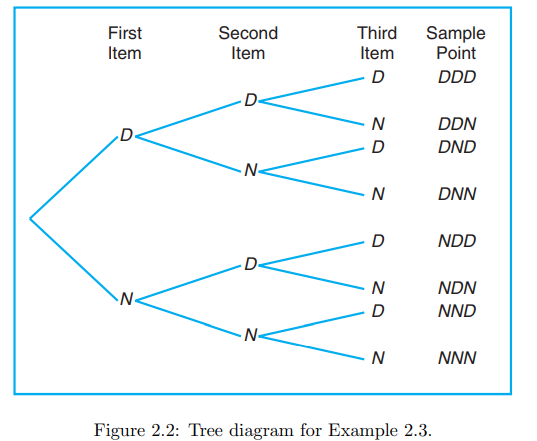 First Second Third Sample
Item Item Item Point
D DDD
D
N DDN
D
D DND
N
N DNN
D NDD
D
N NDN
N
D NND
N
N NNN
Figure 2.2: Tree diagram for Example 2.3.